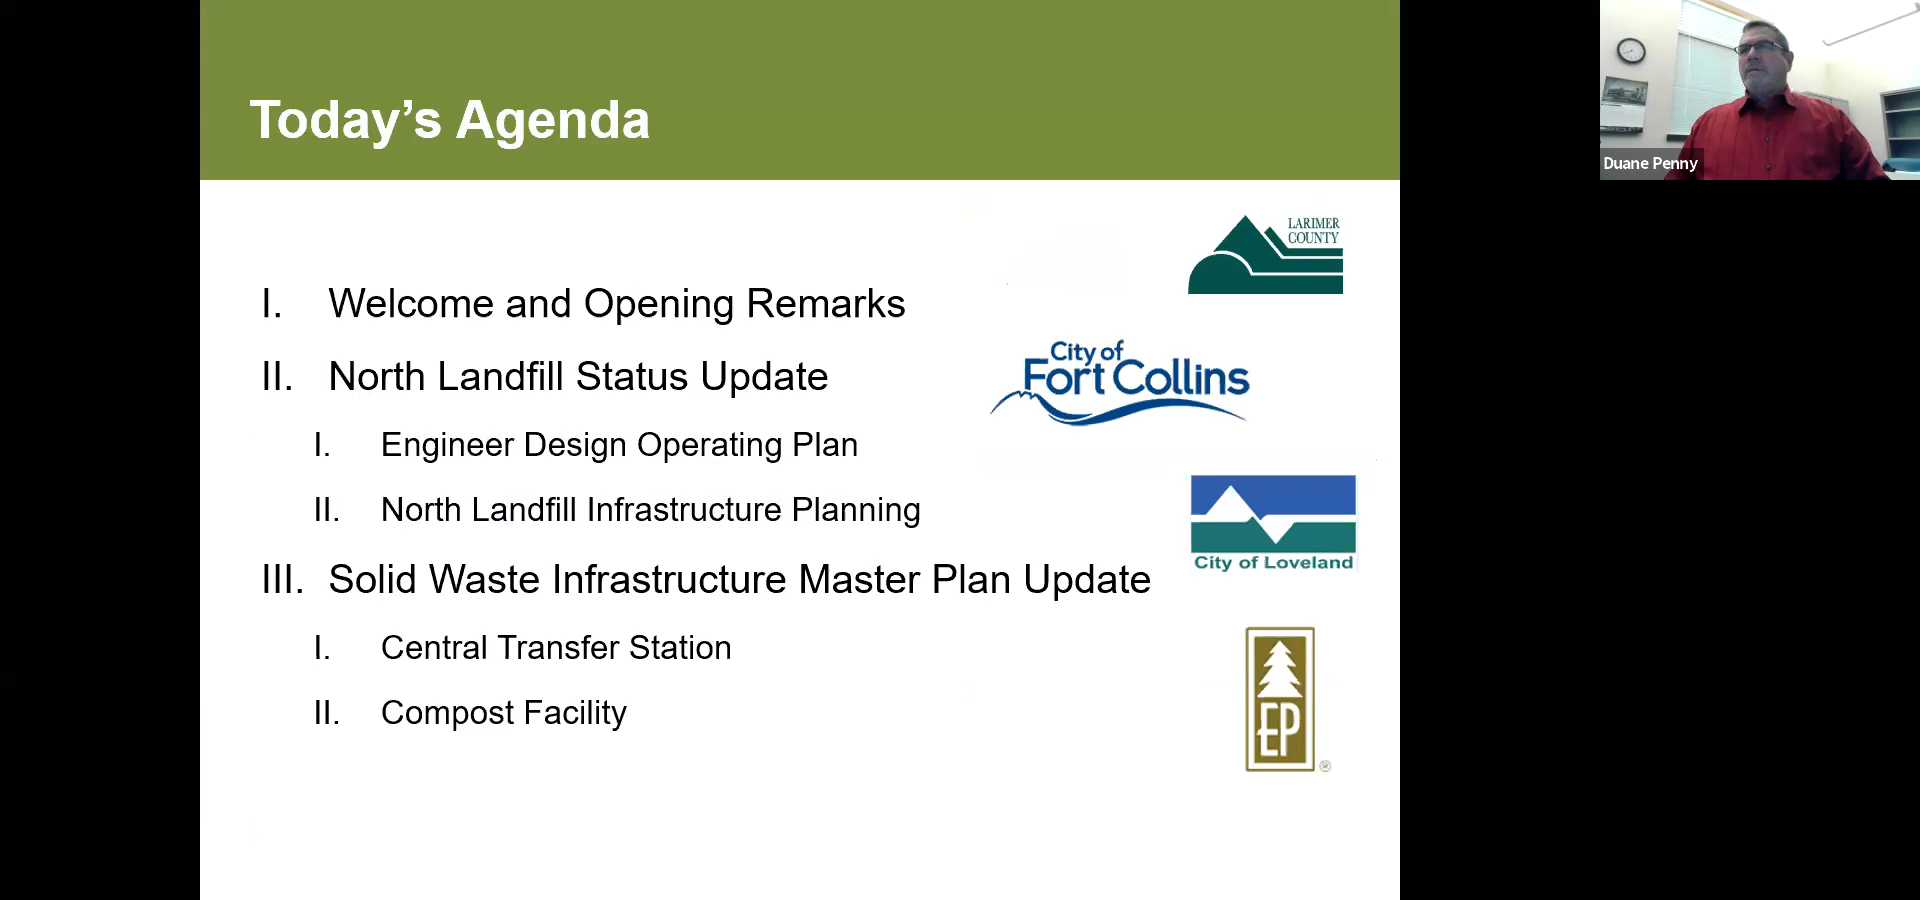 Today's Agenda
I. Welcome and Opening Remarks
II. North Landfill Status Update
I. Engineer Design Operating Plan
II. North Landfill Infrastructure Planning
III. Solid Waste Infrastructure Master Plan Update
I. Central Transfer Station
II. Compost Facility
LARIMER
COUNTY
City of
Fort Collins
City of Loveland
EP
®
Duane Penny